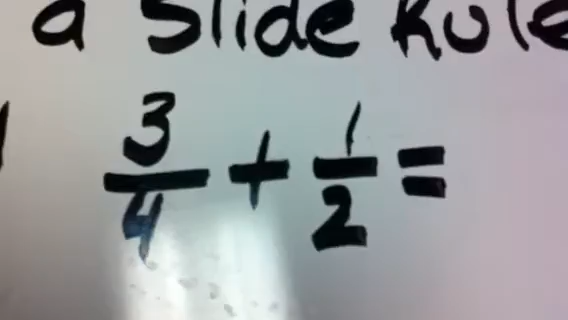 a Slide Rule
3/4 + 1/2 =